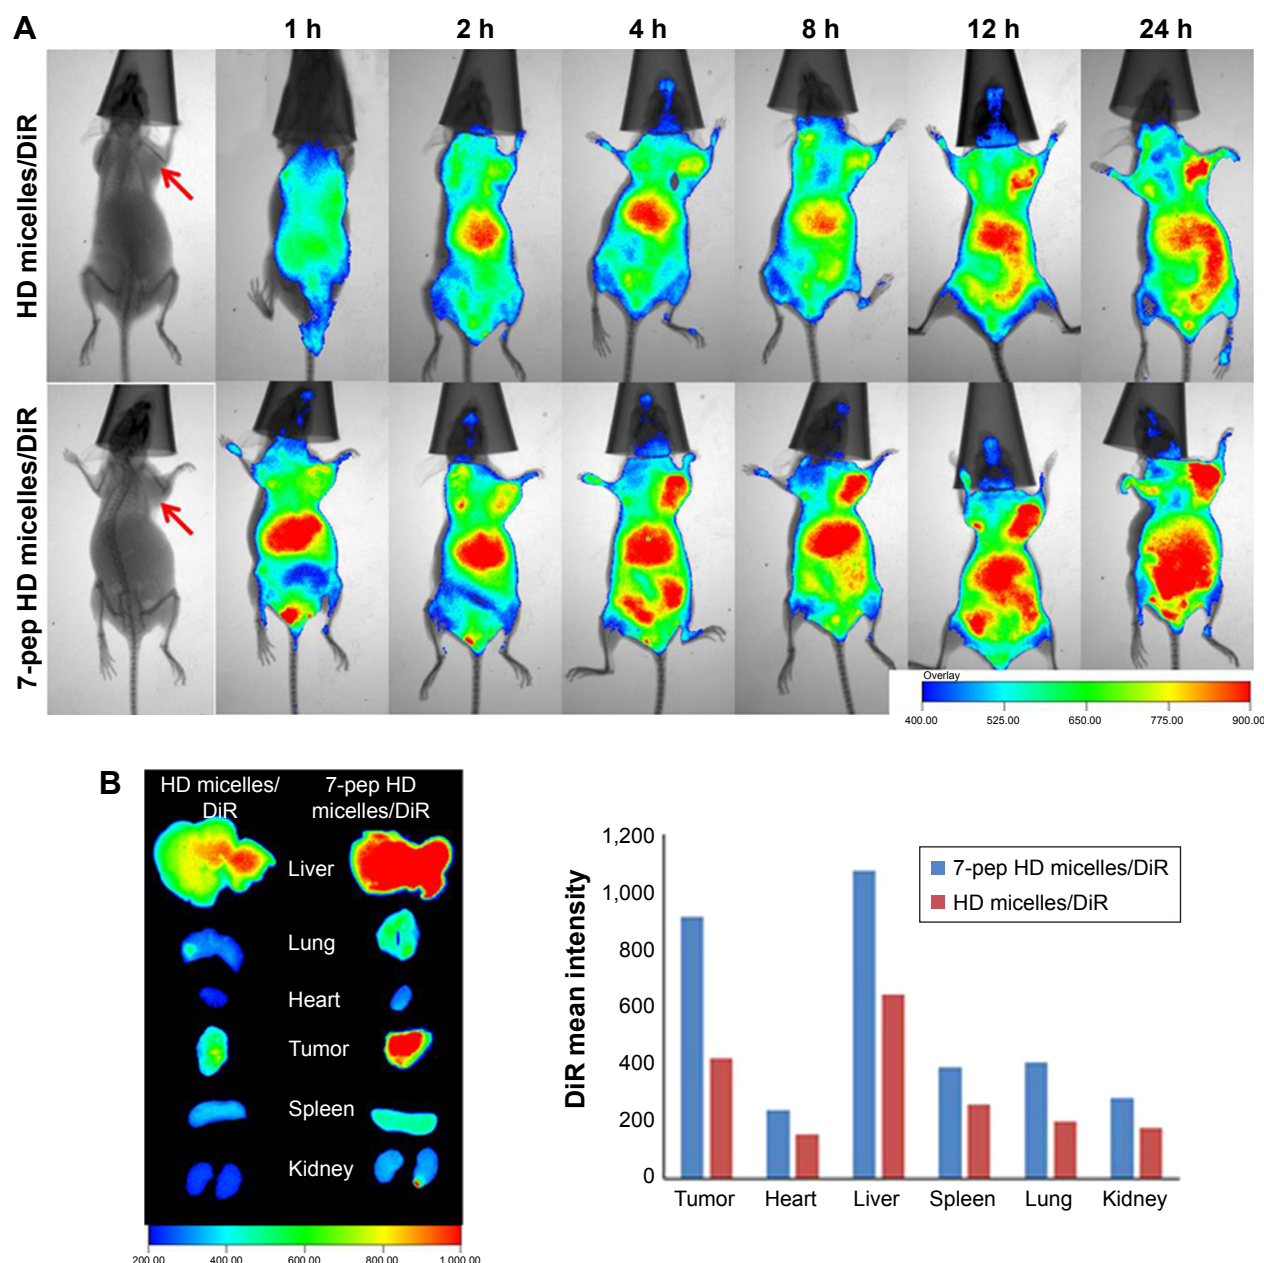 A
1 h
2 h
4 h
8 h
12 h
24 h
HD micelles/DiR
7-pep HD micelles/DiR
Overlay
400.00 525.00 650.00 775.00 900.00
B
HD micelles/
DiR
7-pep HD
micelles/DiR
Liver
Lung
Heart
Tumor
Spleen
Kidney
200.00 400.00 600.00 800.00 1,000.00
DiR mean intensity
1,200
1,000
800
600
400
200
0
7-pep HD micelles/DiR
HD micelles/DiR
Tumor Heart Liver Spleen Lung Kidney